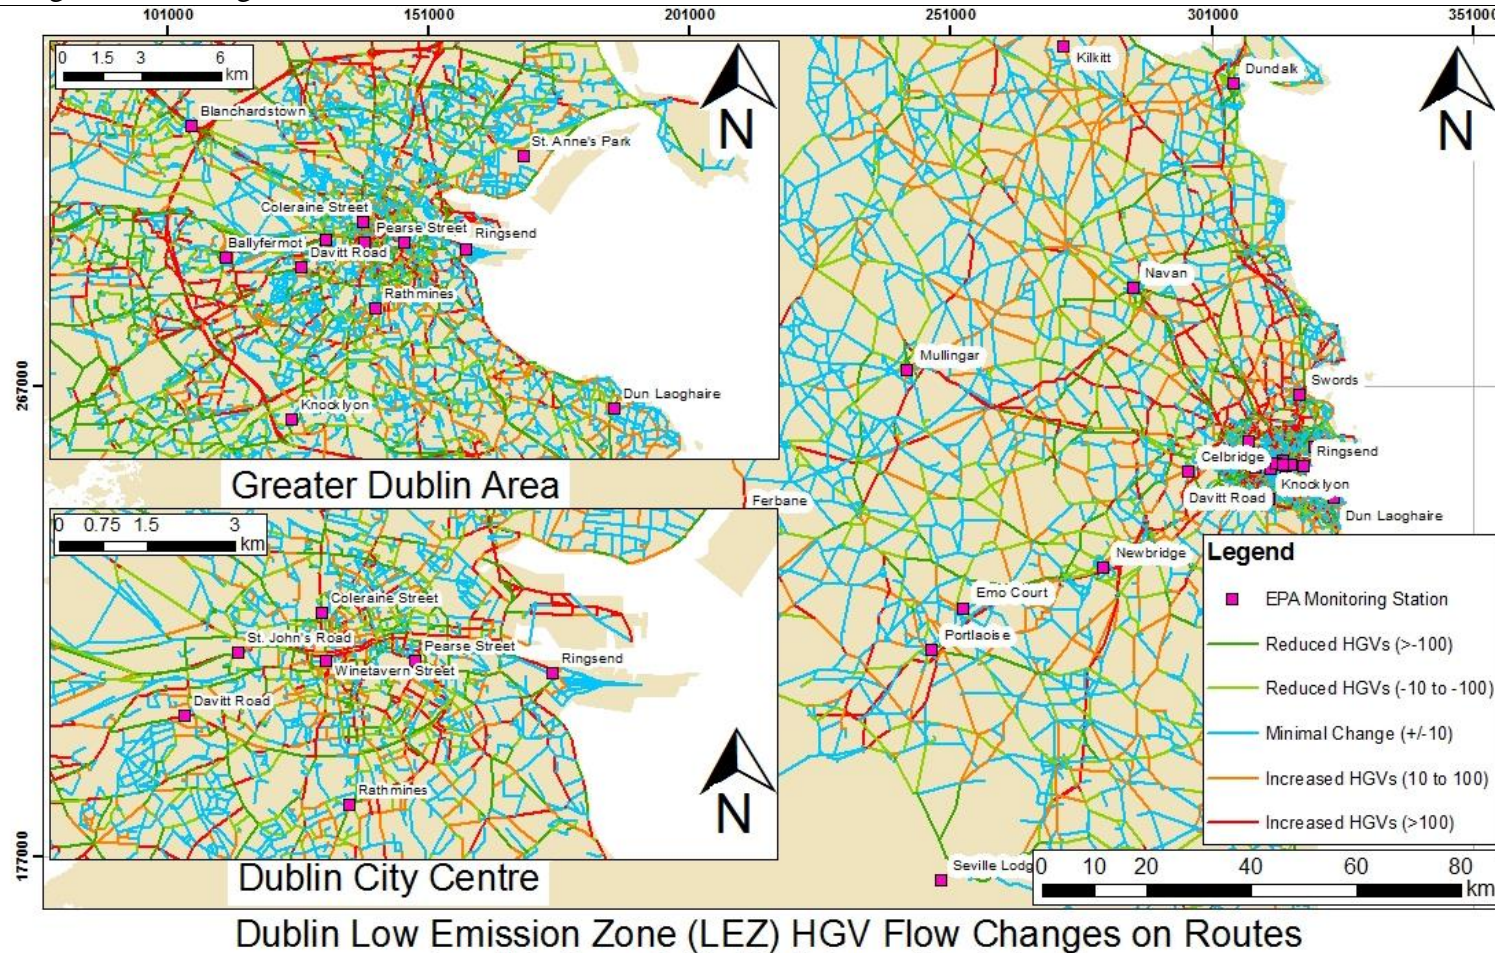 101000 151000 201000 251000 301000 351000
267000
177000
0 1.5 3 6
km
N
Blanchardstown
St. Anne's Park
Coleraine Street
Pearse Street
Ringsend
Ballyfermot
Davitt Road
Rathmines
Knocklyon
Dun Laoghaire
Greater Dublin Area
0 0.75 1.5 3
km
Coleraine Street
St. John's Road
Pearse Street
Winetavern Street
Ringsend
Davitt Road
Rathmines
N
Dublin City Centre
Kilkitt
Dundalk
N
Navan
Mullingar
Swords
Celbridge
Ringsend
Knocklyon
Davitt Road
Dun Laoghaire
Ferbane
Newbridge
Emo Court
Portlaoise
Seville Lodg
Legend
EPA Monitoring Station
Reduced HGVs (>-100)
Reduced HGVs (-10 to -100)
Minimal Change (+/-10)
Increased HGVs (10 to 100)
Increased HGVs (>100)
0 10 20 40 60 80
km
Dublin Low Emission Zone (LEZ) HGV Flow Changes on Routes